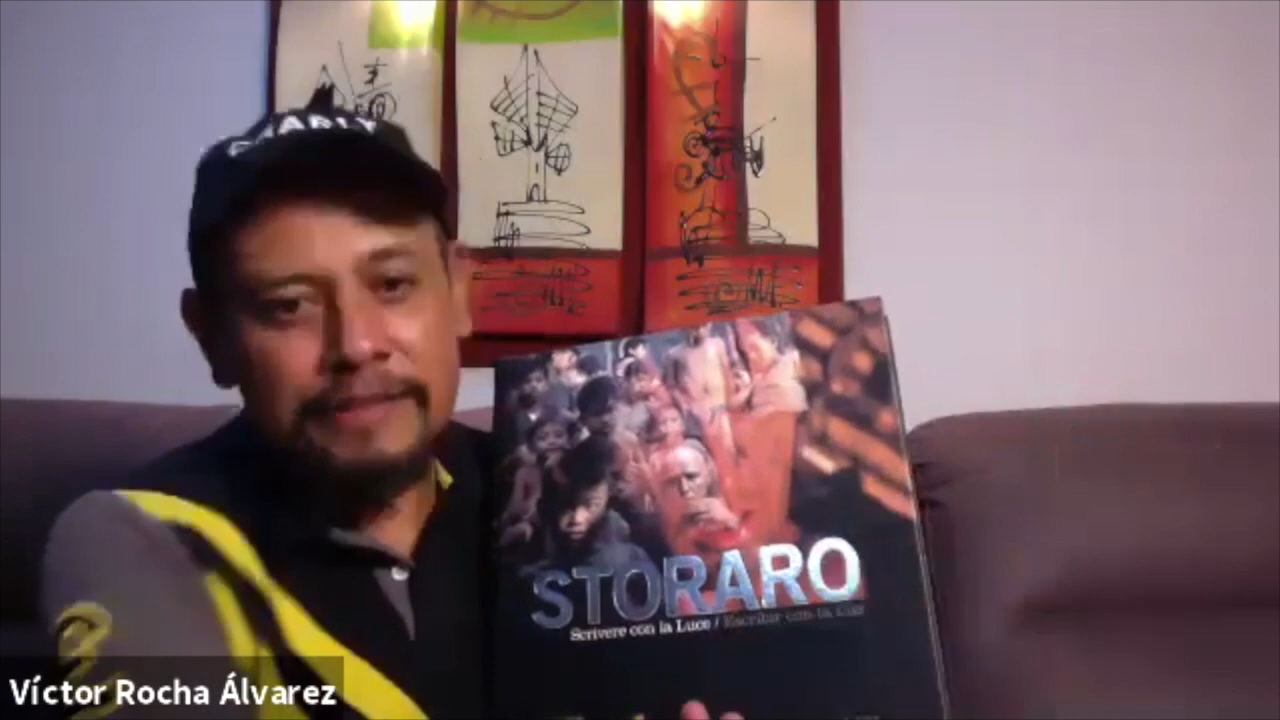 STORARO
Scrivere con la Luce / Escribir con la Luz
Víctor Rocha Álvarez